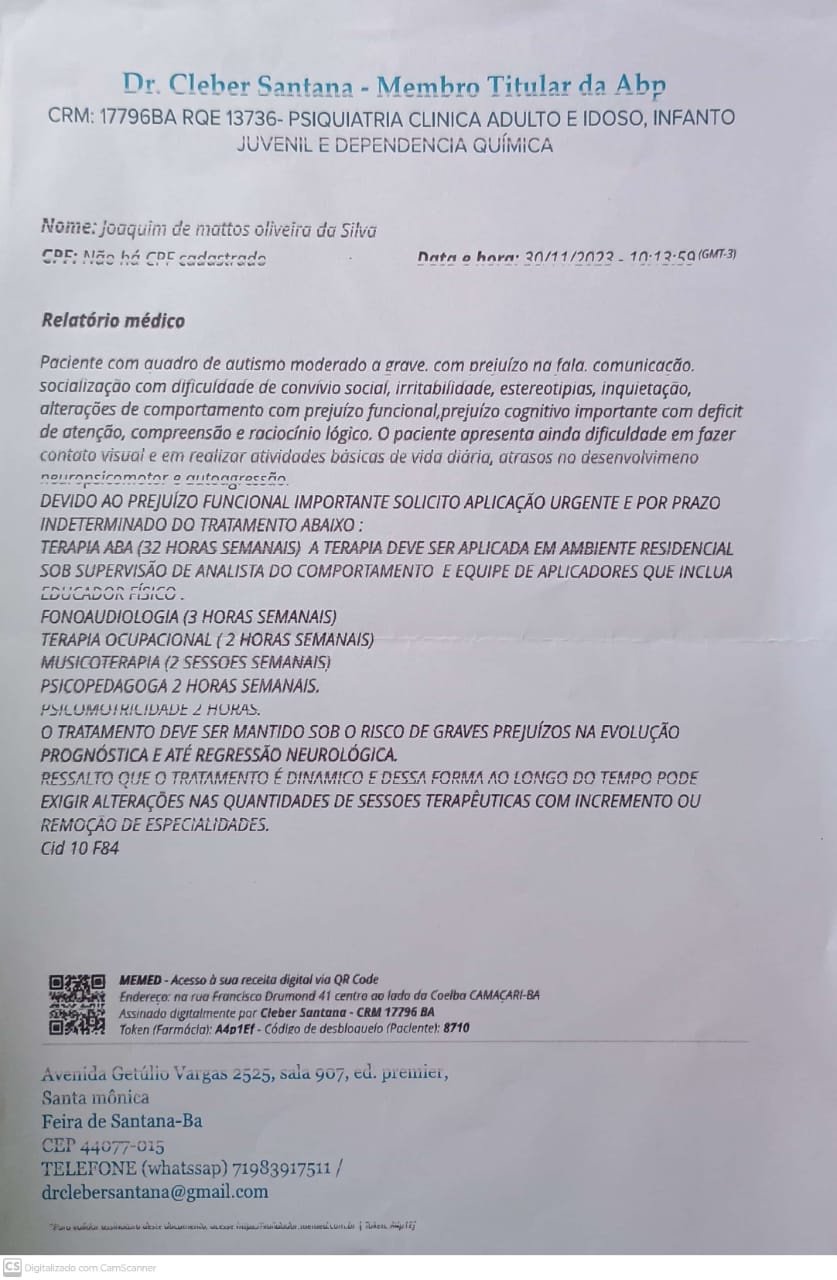 Dr. Cleber Santana - Membro Titular da Abp
CRM: 17796BA RQE 13736- PSIQUIATRIA CLINICA ADULTO E IDOSO, INFANTO
JUVENIL E DEPENDENCIA QUÍMICA
Nome: Joaquim de mattos oliveira da Silva
CPF: Não há CPF cadastrado
Data e hora: 30/11/2023 - 10:13:59 (GMT-3)
Relatório médico
Paciente com quadro de autismo moderado a grave. com prejuízo na fala. comunicação.
socialização com dificuldade de convívio social, irritabilidade, estereotipias, inquietação,
alterações de comportamento com prejuízo funcional,prejuízo cognitivo importante com deficit
de atenção, compreensão e raciocínio lógico. O paciente apresenta ainda dificuldade em fazer
contato visual e em realizar atividades básicas de vida diária, atrasos no desenvolvimeno
neuropsicomotor e autoagressão.
DEVIDO AO PREJUÍZO FUNCIONAL IMPORTANTE SOLICITO APLICAÇÃO URGENTE E POR PRAZO
INDETERMINADO DO TRATAMENTO ABAIXO :
TERAPIA ABA (32 HORAS SEMANAIS) A TERAPIA DEVE SER APLICADA EM AMBIENTE RESIDENCIAL
SOB SUPERVISÃO DE ANALISTA DO COMPORTAMENTO E EQUIPE DE APLICADORES QUE INCLUA
EDUCADOR FÍSICO .
FONOAUDIOLOGIA (3 HORAS SEMANAIS)
TERAPIA OCUPACIONAL ( 2 HORAS SEMANAIS)
MUSICOTERAPIA (2 SESSOES SEMANAIS)
PSICOPEDAGOGA 2 HORAS SEMANAIS.
PSICOMOTRICIDADE 2 HORAS.
O TRATAMENTO DEVE SER MANTIDO SOB O RISCO DE GRAVES PREJUÍZOS NA EVOLUÇÃO
PROGNÓSTICA E ATÉ REGRESSÃO NEUROLÓGICA.
RESSALTO QUE O TRATAMENTO É DINAMICO E DESSA FORMA AO LONGO DO TEMPO PODE
EXIGIR ALTERAÇÕES NAS QUANTIDADES DE SESSOES TERAPÊUTICAS COM INCREMENTO OU
REMOÇÃO DE ESPECIALIDADES.
Cid 10 F84
MEMED - Acesso à sua receita digital via QR Code
Endereço: na rua Francisco Drumond 41 centro ao lado da Coelba CAMAÇARI-BA
Assinado digitalmente por Cleber Santana - CRM 17796 BA
Token (Farmácia): A4p1Ef - Código de desbloqueio (Paciente): 8710
Avenida Getúlio Vargas 2525, sala 907, ed. premier,
Santa mônica
Feira de Santana-Ba
CEP 44077-015
TELEFONE (whatssap) 71983917511 /
drclebersantana@gmail.com
CS Digitalizado com CamScanner